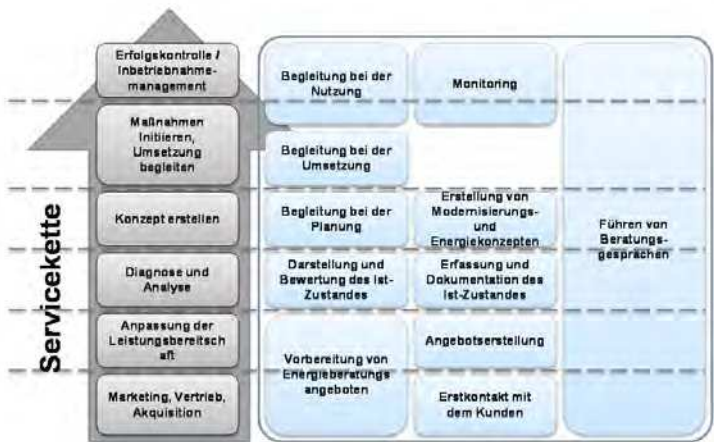 Servicekette
Erfolgskontrolle /
Inbetriebnahme-
management
Maßnahmen
Initiieren,
Umsetzung
begleiten
Konzept erstellen
Diagnose und
Analyse
Anpassung der
Leistungsbereitsch
aft
Marketing, Vertrieb,
Akquisition
Begleitung bei der
Nutzung
Begleitung bei der
Umsetzung
Begleitung bei der
Planung
Darstellung und
Bewertung des Ist-
Zustandes
Vorbereitung von
Energieberatungs
angeboten
Monitoring
Erstellung von
Modernisierungs-
und
Energiekonzepten
Erfassung und
Dokumentation des
Ist-Zustandes
Angebotserstellung
Erstkontakt mit
dem Kunden
Führen von
Beratungs-
gesprächen